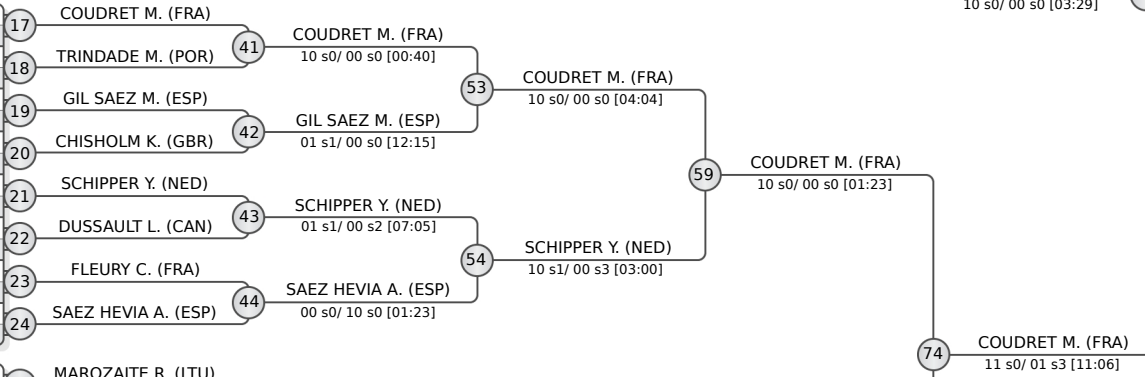 10 s0/ 00 s0 [03:29]
17
COUDRET M. (FRA)
18
TRINDADE M. (POR)
41
COUDRET M. (FRA)
10 s0/ 00 s0 [00:40]
19
GIL SAEZ M. (ESP)
20
CHISHOLM K. (GBR)
42
GIL SAEZ M. (ESP)
01 s1/ 00 s0 [12:15]
53
COUDRET M. (FRA)
10 s0/ 00 s0 [04:04]
21
SCHIPPER Y. (NED)
22
DUSSAULT L. (CAN)
43
SCHIPPER Y. (NED)
01 s1/ 00 s2 [07:05]
23
FLEURY C. (FRA)
24
SAEZ HEVIA A. (ESP)
44
SAEZ HEVIA A. (ESP)
00 s0/ 10 s0 [01:23]
54
SCHIPPER Y. (NED)
10 s1/ 00 s3 [03:00]
59
COUDRET M. (FRA)
10 s0/ 00 s0 [01:23]
74
COUDRET M. (FRA)
11 s0/ 01 s3 [11:06]
MAROZAITE R. (LTU)